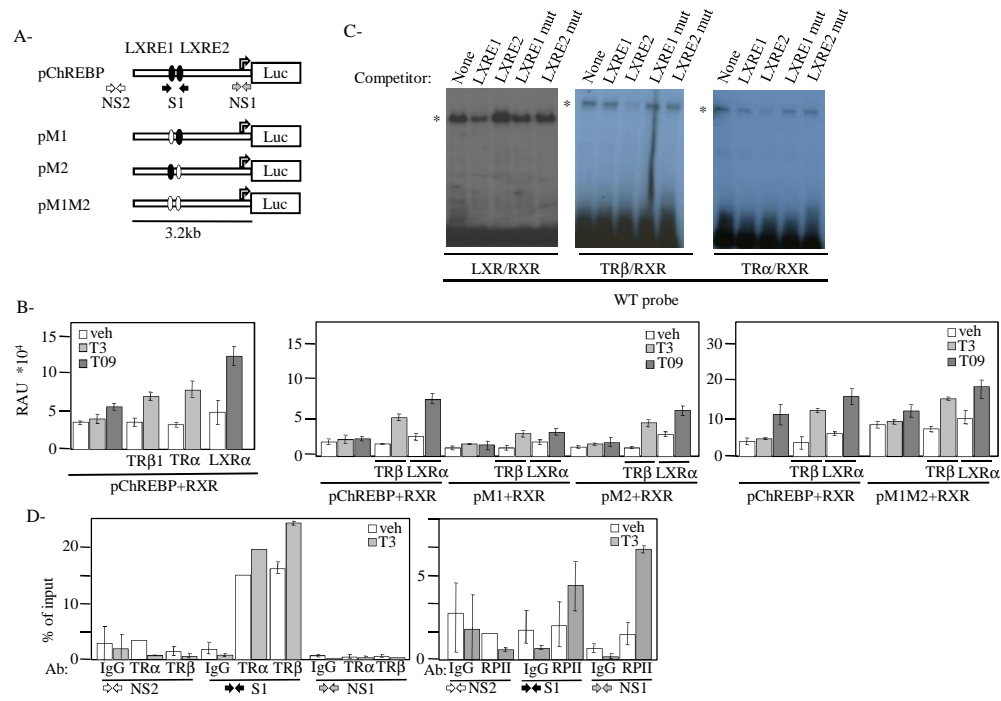 A-
LXRE1 LXRE2
pChREBP
Luc
NS2
S1
NS1
pM1
Luc
pM2
Luc
pM1M2
Luc
3.2kb
C-
Competitor:
None
LXRE1
LXRE2
LXRE1 mut
LXRE2 mut
None
LXRE1
LXRE2
LXRE1 mut
LXRE2 mut
None
LXRE1
LXRE2
LXRE1 mut
LXRE2 mut
*
*
*
LXR/RXR
TRβ/RXR
TRα/RXR
WT probe
B-
RAU *10⁴
15
10
5
0
veh
T3
T09
TRβ1 TRα LXRα
pChREBP+RXR
15
10
5
0
veh
T3
T09
TRβ LXRα
TRβ LXRα
TRβ LXRα
pChREBP+RXR
pM1+RXR
pM2+RXR
30
20
10
0
veh
T3
T09
TRβ LXRα
TRβ LXRα
pChREBP+RXR
pM1M2+RXR
D-
% of input
20
10
0
veh
T3
Ab:
IgG TRα TRβ
IgG TRα TRβ
IgG TRα TRβ
NS2
S1
NS1
5
0
veh
T3
Ab:
IgG RPII
IgG RPII
IgG RPII
NS2
S1
NS1